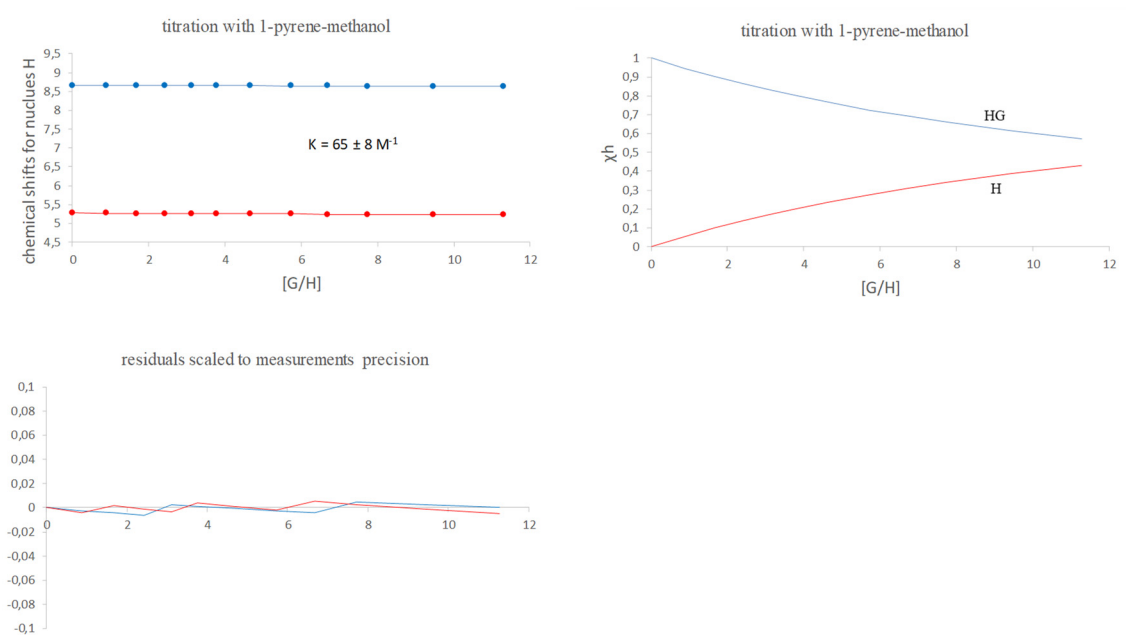 titration with 1-pyrene-methanol
chemical shifts for nuclues H
9,5
9
8,5
8
7,5
7
6,5
6
5,5
5
4,5
K = 65 ± 8 M⁻¹
0 2 4 6 8 10 12
[G/H]
titration with 1-pyrene-methanol
χh
1
0,9
0,8
0,7
0,6
0,5
0,4
0,3
0,2
0,1
0
HG
H
0 2 4 6 8 10 12
[G/H]
residuals scaled to measurements precision
0,1
0,08
0,06
0,04
0,02
0
-0,02
-0,04
-0,06
-0,08
-0,1
0 2 4 6 8 10 12